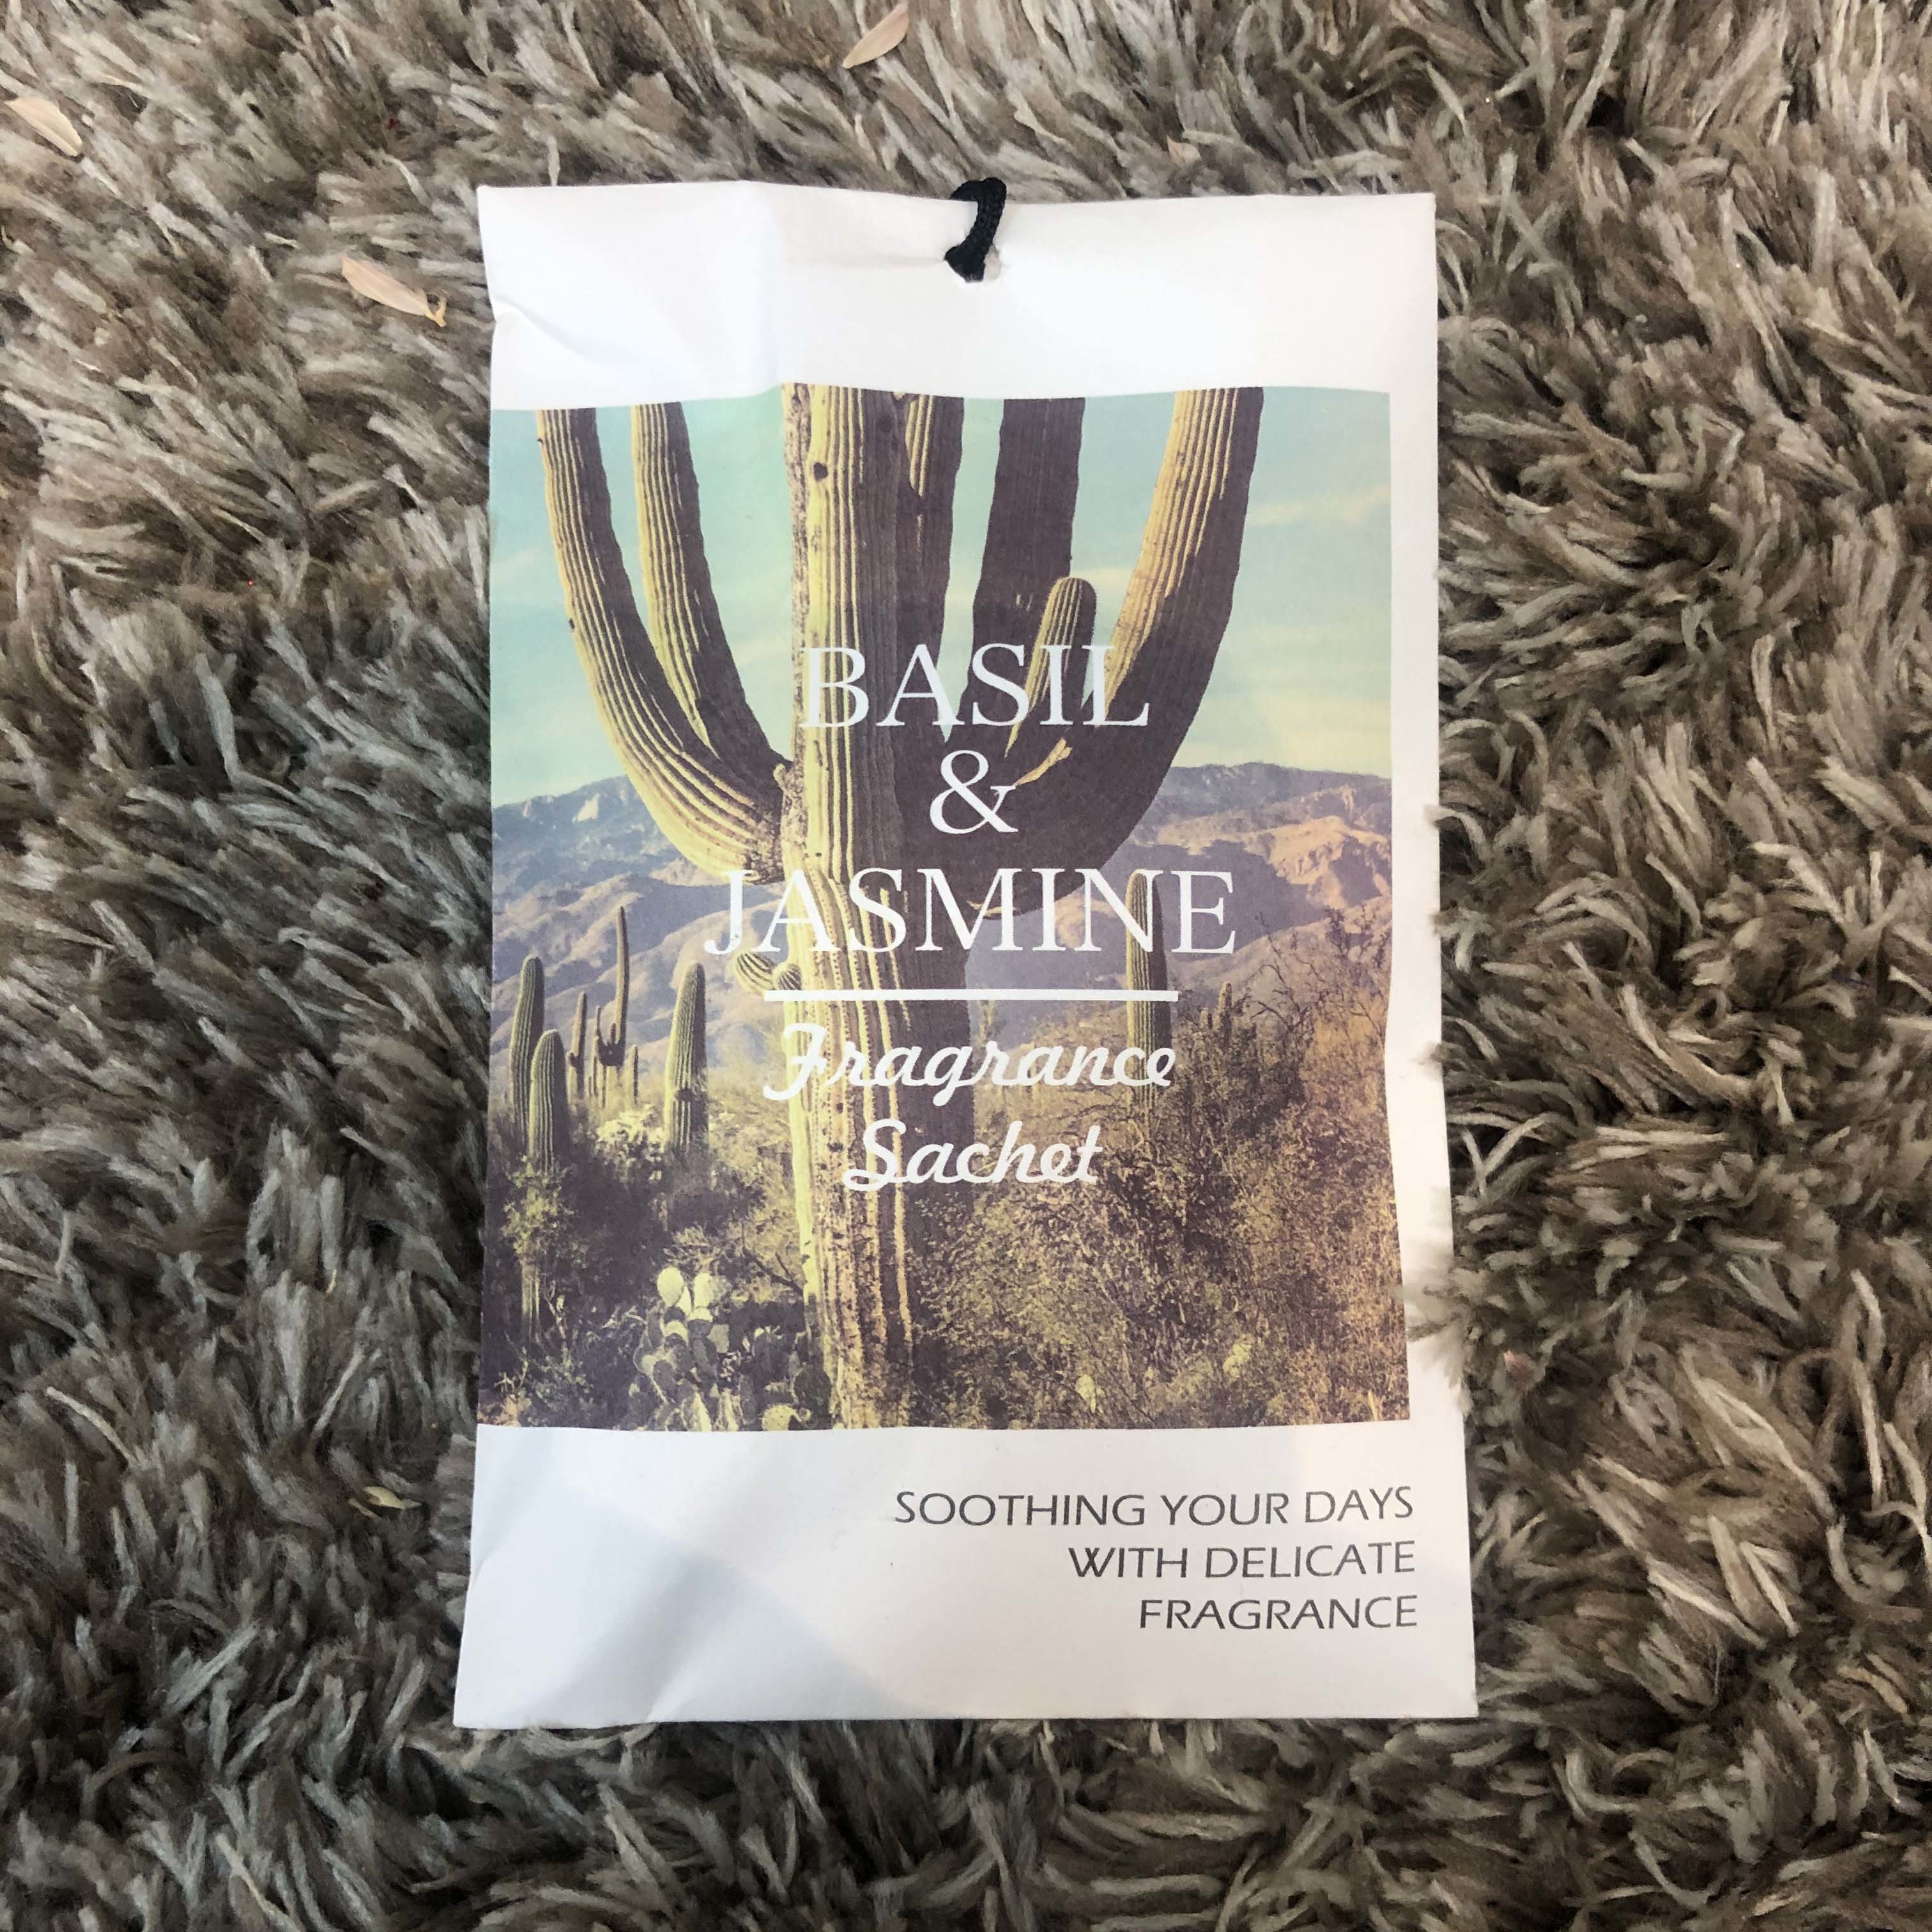 BASIL
&
JASMINE
Fragrance
Sachet
SOOTHING YOUR DAYS
WITH DELICATE
FRAGRANCE